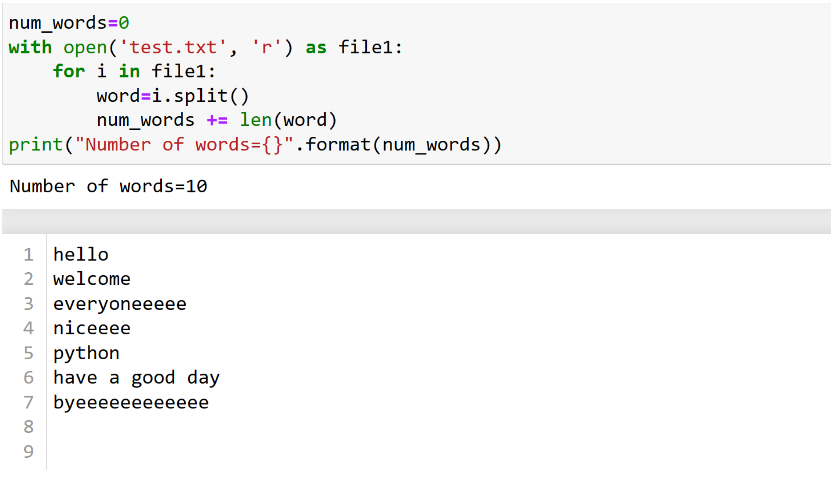 num_words=0
with open('test.txt', 'r') as file1:
    for i in file1:
        word=i.split()
        num_words += len(word)
print("Number of words={}".format(num_words))
Number of words=10
1 hello
2 welcome
3 everyoneeeee
4 niceeee
5 python
6 have a good day
7 byeeeeeeeeeeee
8
9